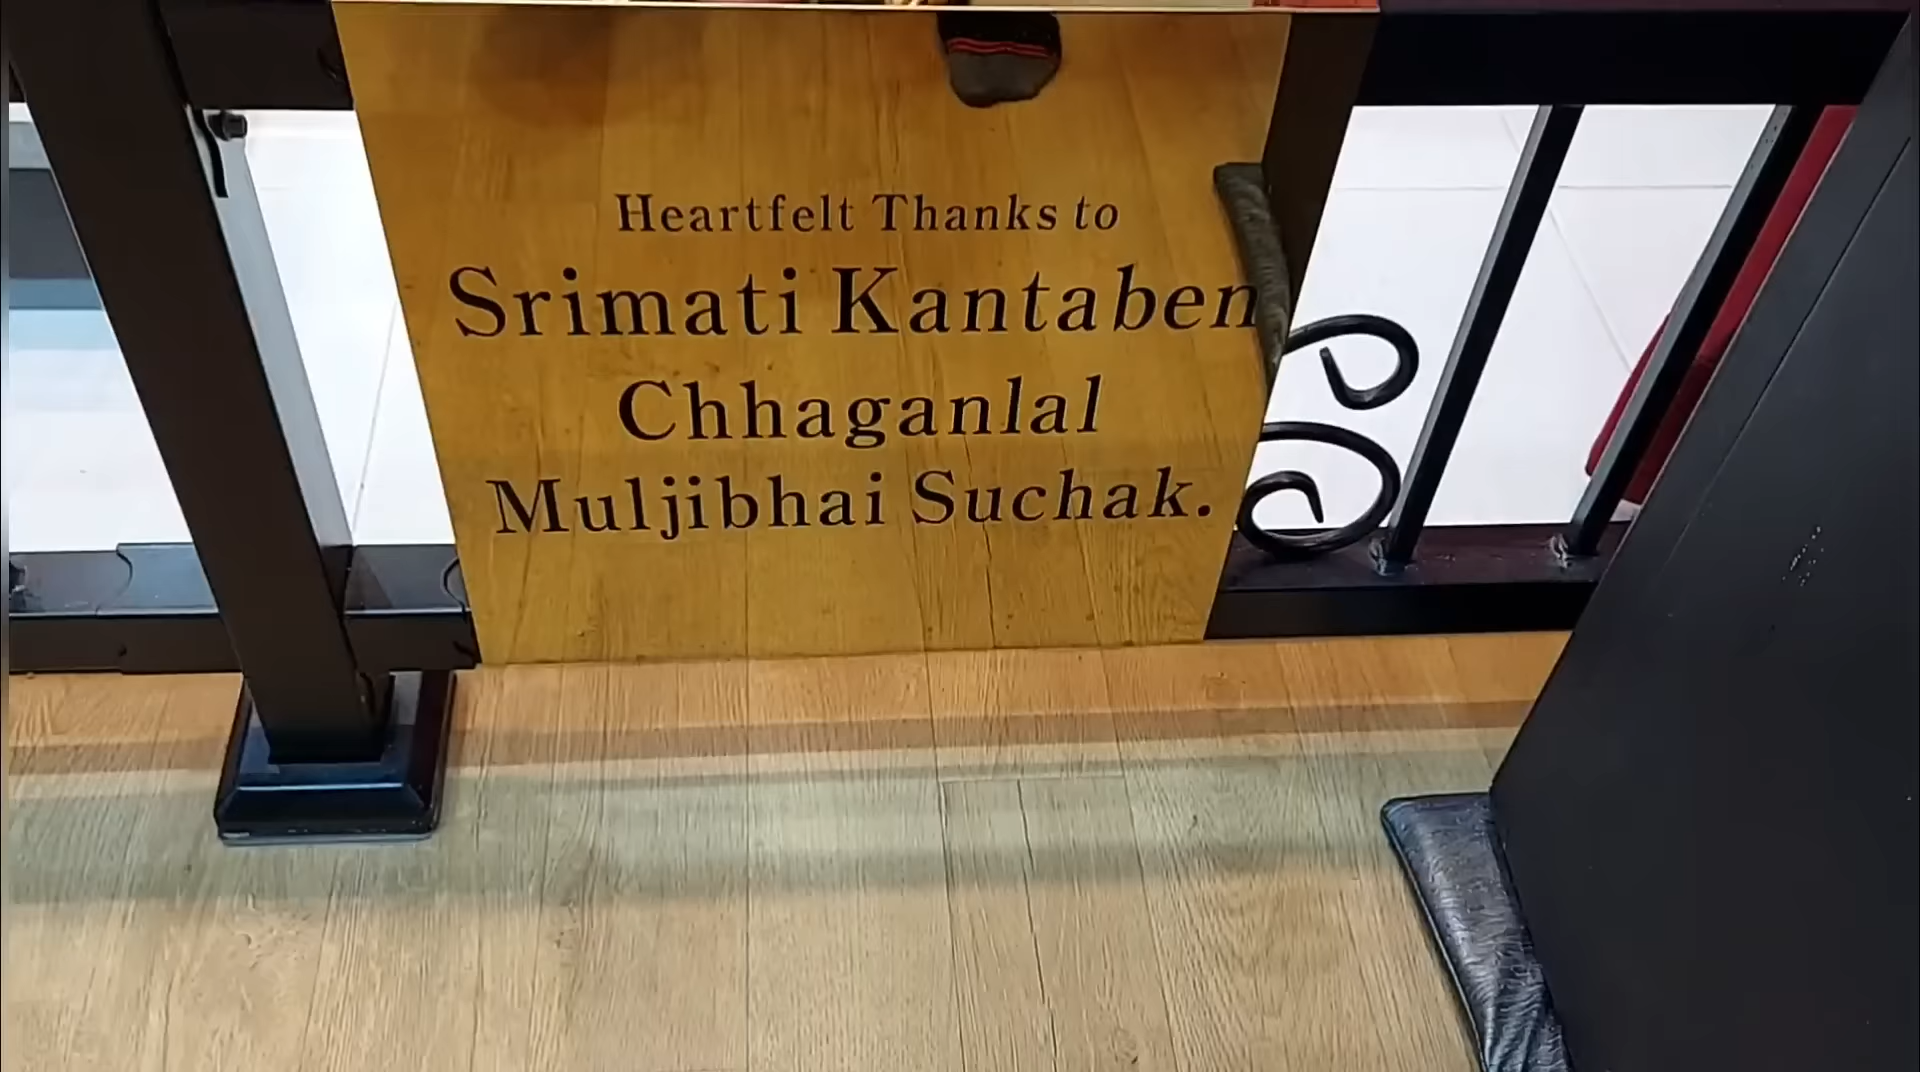 Heartfelt Thanks to
Srimati Kantaben
Chhaganlal
Muljibhai Suchak.